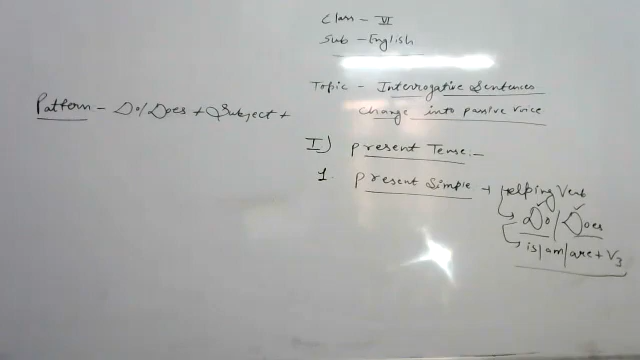 Class - VI
Sub - English
Topic - Interrogative Sentences
change into passive voice
Pattern - Do/Does + Subject +
I) present Tense -
1. present Simple + Helping Verb
Do/Does
is/am/are + V3